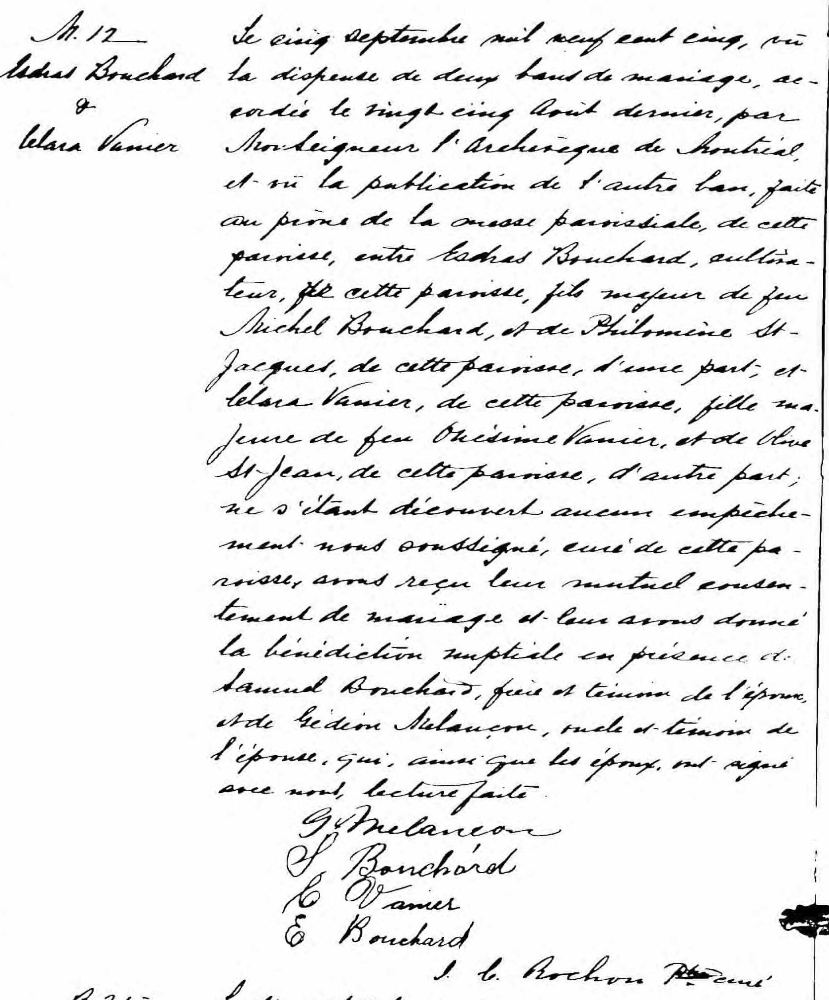 M. 12
Esdras Bouchard
&
Clara Vanier
Le cinq septembre mil neuf cent cinq, vû
la dispense de deux bans de mariage, ac-
cordée le vingt cinq Août dernier, par
Monseigneur l'Archevêque de Montréal,
et vû la publication de l'autre ban, faite
au prône de la messe paroissiale, de cette
paroisse, entre Esdras Bouchard, cultiva-
teur, de cette paroisse, fils majeur de feu
Michel Bouchard, et de Philomène St-
Jacques, de cette paroisse, d'une part, et
Clara Vanier, de cette paroisse, fille ma-
jeure de feu Onésime Vanier, et de Olive
St-Jean, de cette paroisse, d'autre part;
ne s'étant découvert aucun empêche-
ment nous soussigné, curé de cette pa-
roisse, avons reçu leur mutuel consen-
tement de mariage et leur avons donné
la bénédiction nuptiale en présence de
Samuel Bouchard, frère et témoin de l'époux,
et de Gédéon Melançon, oncle et témoin de
l'épouse, qui, ainsi que les époux, ont signé
avec nous, lecture faite.
G Melancon
S. Bouchard
C Vanier
E Bouchard
J. C. Rochon Ptre curé